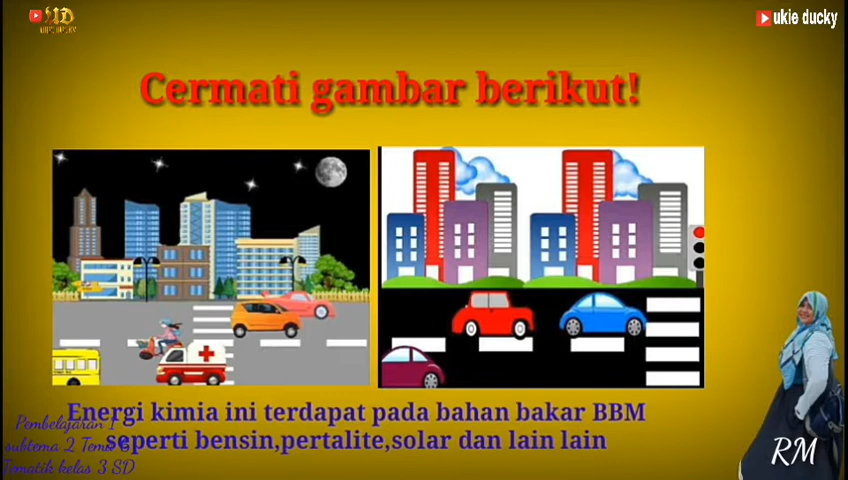 ukie ducky
Cermati gambar berikut!
Energi kimia ini terdapat pada bahan bakar BBM
seperti bensin,pertalite,solar dan lain lain
Pembelajaran 1
subtema 2 Tema
Tematik kelas 3 SD
RM